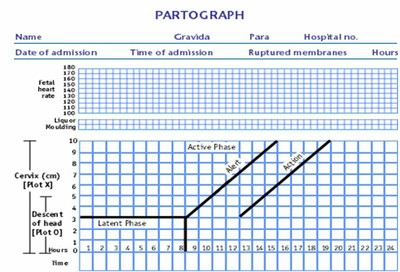 PARTOGRAPH
Name Gravida Para Hospital no.
Date of admission Time of admission Ruptured membranes Hours
Fetal heart rate
180
170
160
150
140
130
120
110
100
Liquor
Moulding
Cervix (cm) [Plot X]
Descent of head [Plot O]
10
9
8
7
6
5
4
3
2
1
0
Active Phase
Alert
Action
Latent Phase
Hours 1 2 3 4 5 6 7 8 9 10 11 12 13 14 15 16 17 18 19 20 21 22 23 24
Time